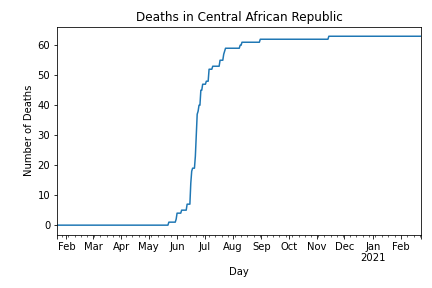 Deaths in Central African Republic
Number of Deaths
60
50
40
30
20
10
0
Feb Mar Apr May Jun Jul Aug Sep Oct Nov Dec Jan Feb
2021
Day